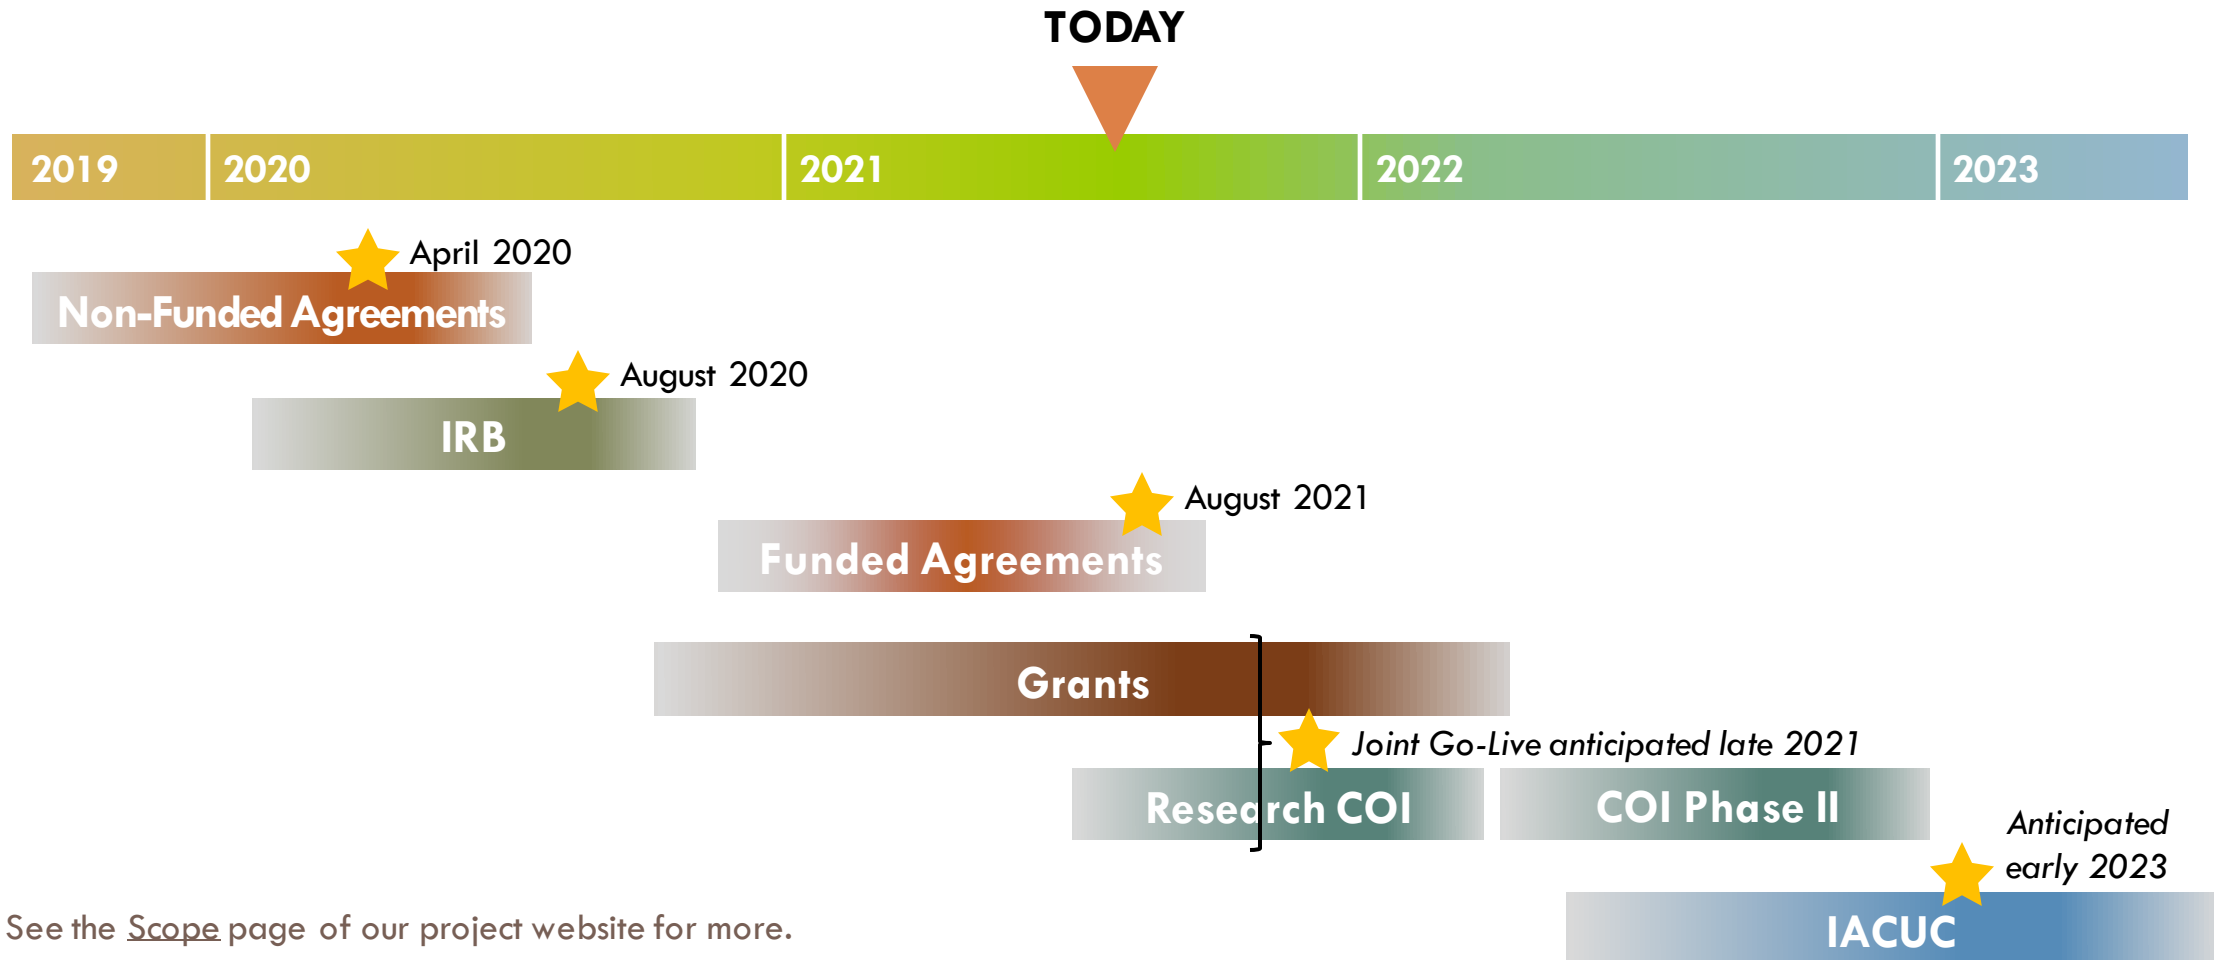 TODAY
2019 2020 2021 2022 2023
April 2020
Non-Funded Agreements
August 2020
IRB
August 2021
Funded Agreements
Grants
Joint Go-Live anticipated late 2021
Research COI COI Phase II
Anticipated
early 2023
IACUC
See the Scope page of our project website for more.